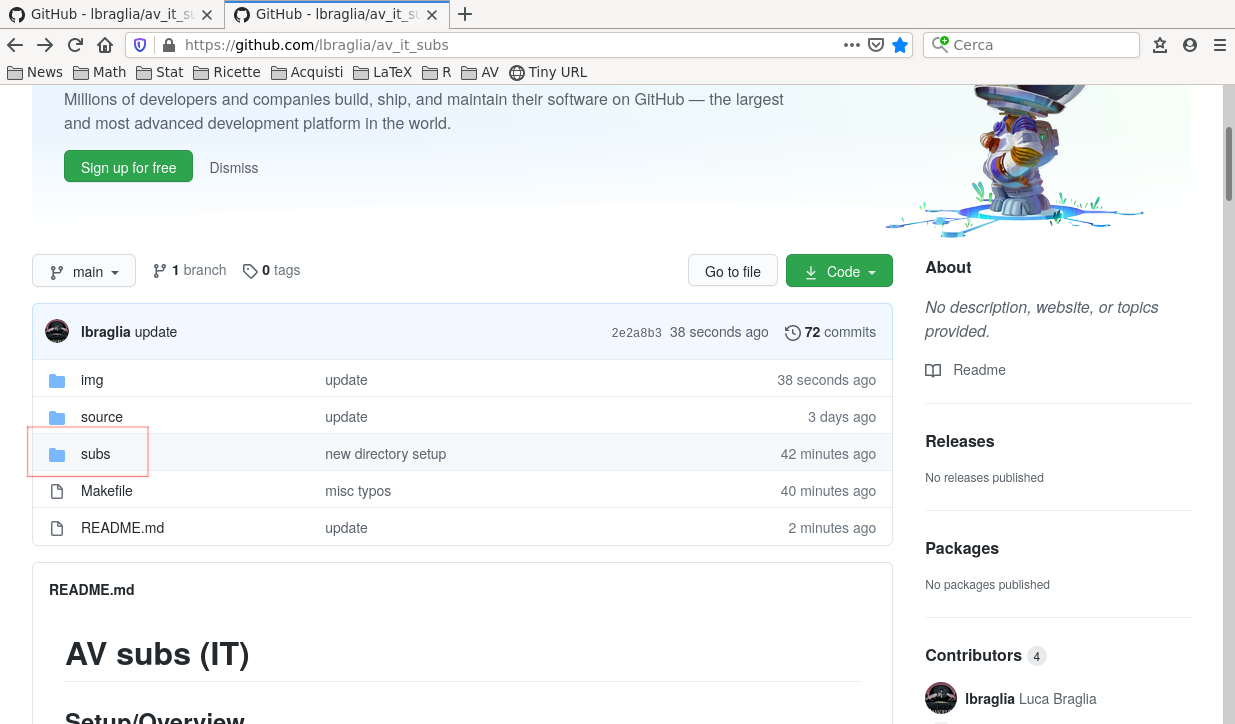 GitHub - lbraglia/av_it_su
GitHub - lbraglia/av_it_su
https://github.com/lbraglia/av_it_subs
Cerca
News Math Stat Ricette Acquisti LaTeX R AV Tiny URL
Millions of developers and companies build, ship, and maintain their software on GitHub — the largest
and most advanced development platform in the world.
Sign up for free Dismiss
main 1 branch 0 tags Go to file Code
lbraglia update 2e2a8b3 38 seconds ago 72 commits
img update 38 seconds ago
source update 3 days ago
subs new directory setup 42 minutes ago
Makefile misc typos 40 minutes ago
README.md update 2 minutes ago
README.md
AV subs (IT)
Setup/Overview
About
No description, website, or topics
provided.
Readme
Releases
No releases published
Packages
No packages published
Contributors 4
lbraglia Luca Braglia